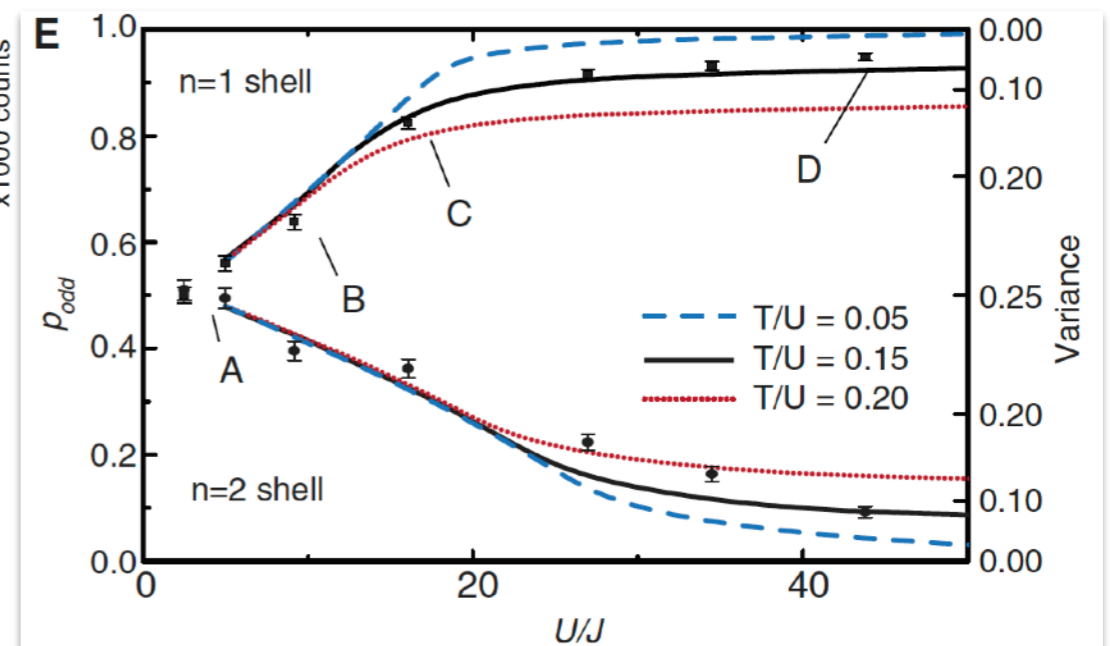 x1000 counts
E
n=1 shell
n=2 shell
A
B
C
D
T/U = 0.05
T/U = 0.15
T/U = 0.20
1.0
0.8
0.6
0.4
0.2
0.0
p_odd
0.00
0.10
0.20
0.25
0.20
0.10
0.00
Variance
0 20 40
U/J